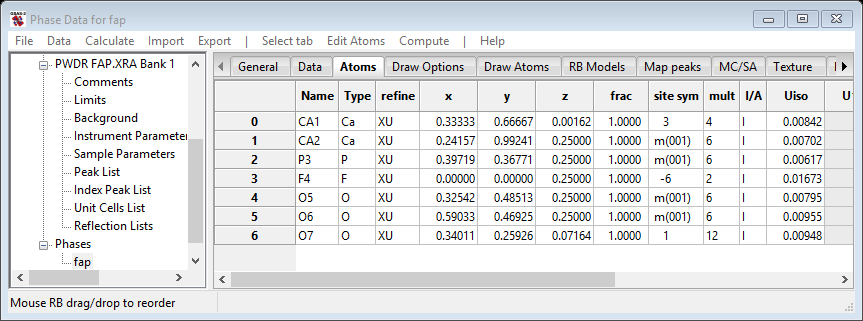 Phase Data for fap
File Data Calculate Import Export | Select tab Edit Atoms Compute | Help
PWDR FAP.XRA Bank 1
Comments
Limits
Background
Instrument Parameter
Sample Parameters
Peak List
Index Peak List
Unit Cells List
Reflection Lists
Phases
fap
General Data Atoms Draw Options Draw Atoms RB Models Map peaks MC/SA Texture
Name Type refine x y z frac site sym mult I/A Uiso
0 CA1 Ca XU 0.33333 0.66667 0.00162 1.0000 3 4 I 0.00842
1 CA2 Ca XU 0.24157 0.99241 0.25000 1.0000 m(001) 6 I 0.00702
2 P3 P XU 0.39719 0.36771 0.25000 1.0000 m(001) 6 I 0.00617
3 F4 F XU 0.00000 0.00000 0.25000 1.0000 -6 2 I 0.01673
4 O5 O XU 0.32542 0.48513 0.25000 1.0000 m(001) 6 I 0.00795
5 O6 O XU 0.59033 0.46925 0.25000 1.0000 m(001) 6 I 0.00955
6 O7 O XU 0.34011 0.25926 0.07164 1.0000 1 12 I 0.00948
Mouse RB drag/drop to reorder